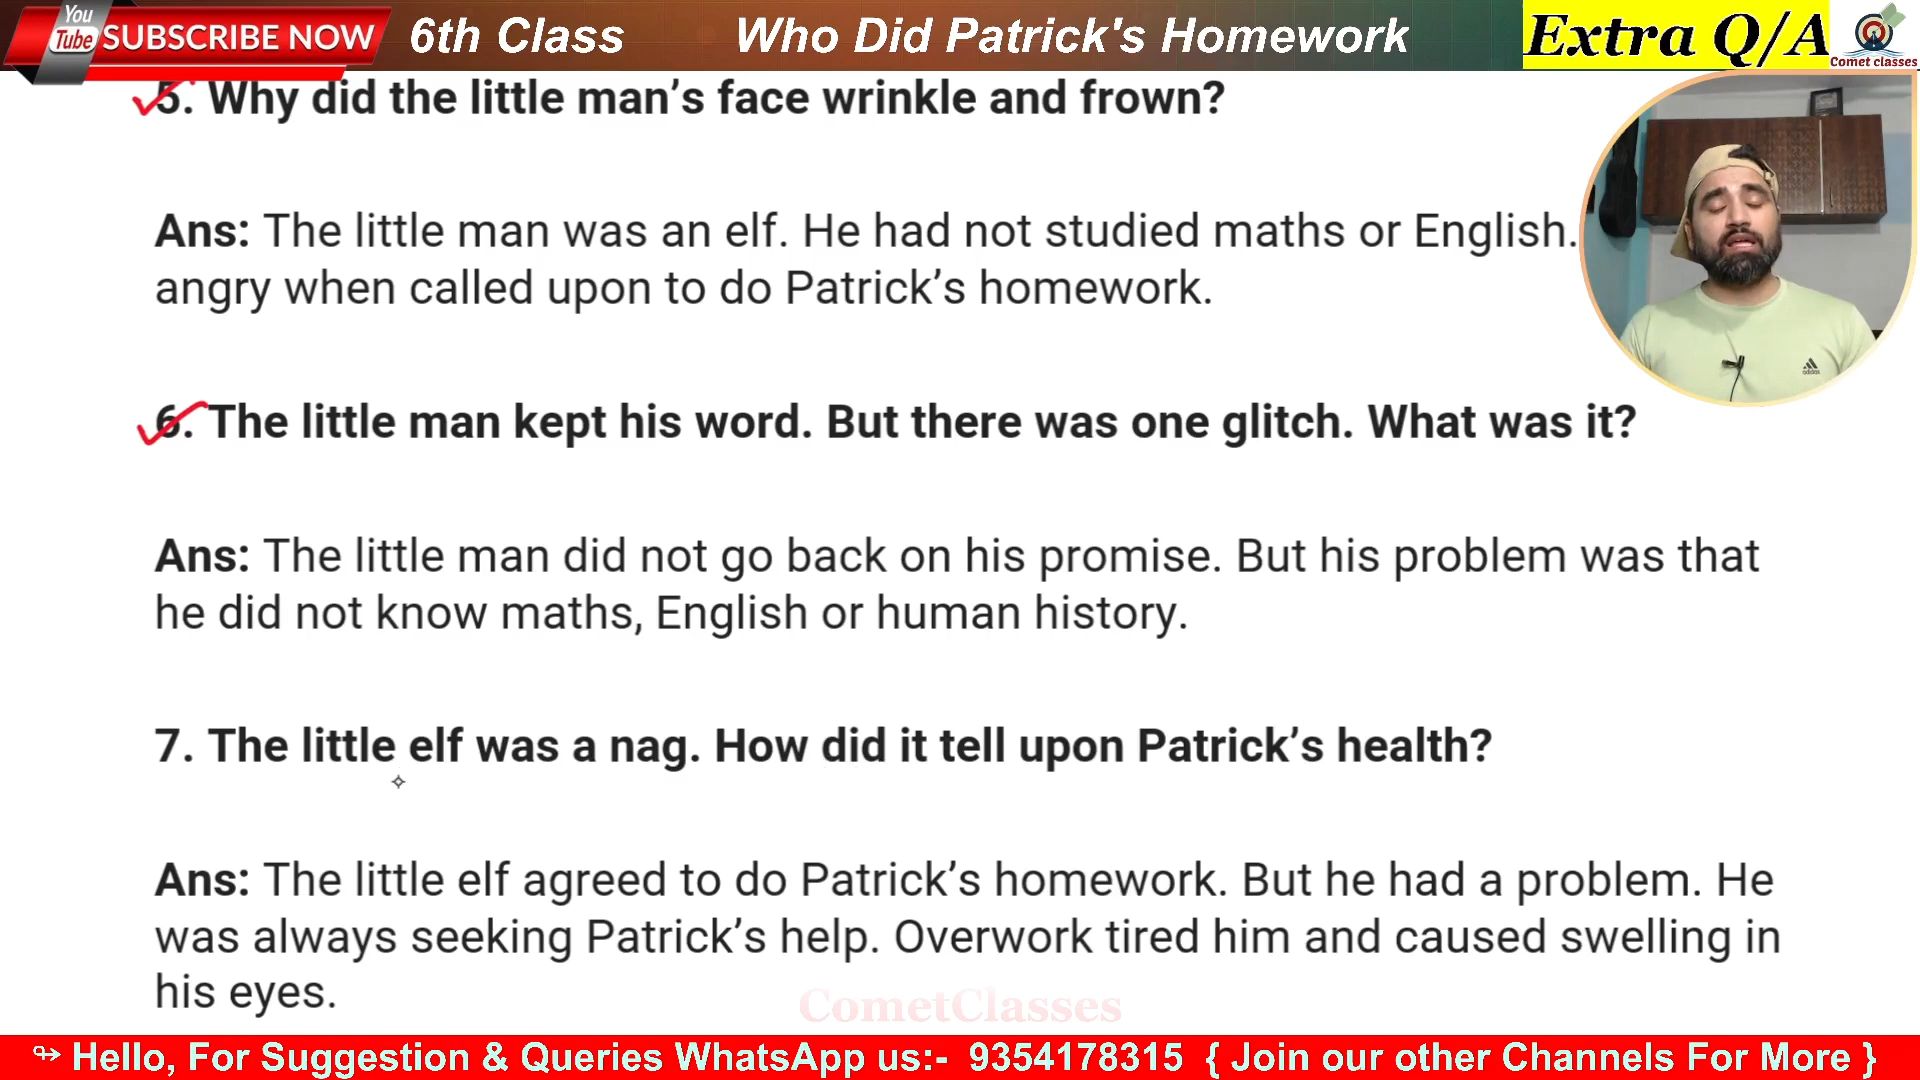 You
Tube SUBSCRIBE NOW 6th Class Who Did Patrick's Homework Extra Q/A
Comet classes
5. Why did the little man’s face wrinkle and frown?
Ans: The little man was an elf. He had not studied maths or English.
angry when called upon to do Patrick’s homework.
6. The little man kept his word. But there was one glitch. What was it?
Ans: The little man did not go back on his promise. But his problem was that
he did not know maths, English or human history.
7. The little elf was a nag. How did it tell upon Patrick’s health?
Ans: The little elf agreed to do Patrick’s homework. But he had a problem. He
was always seeking Patrick’s help. Overwork tired him and caused swelling in
his eyes.
CometClasses
↬ Hello, For Suggestion & Queries WhatsApp us:- 9354178315 { Join our other Channels For More }
adidas